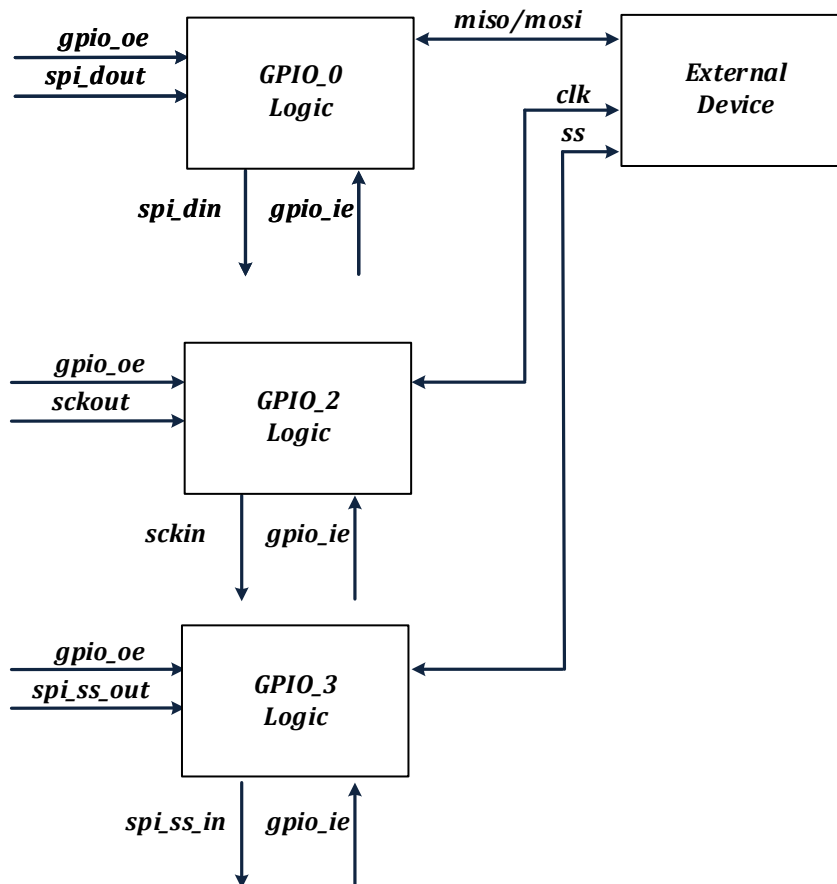 gpio_oe
spi_dout
GPIO_0
Logic
miso/mosi
External
Device
clk
ss
spi_din
gpio_ie
gpio_oe
sckout
GPIO_2
Logic
sckin
gpio_ie
gpio_oe
spi_ss_out
GPIO_3
Logic
spi_ss_in
gpio_ie